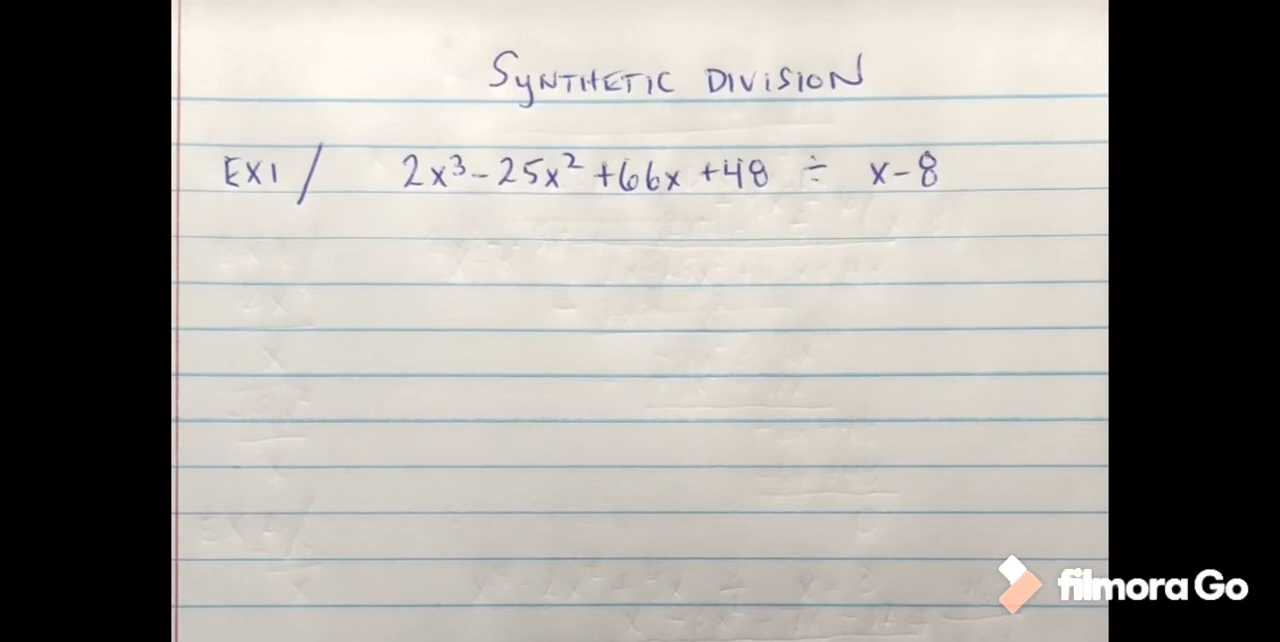 SYNTHETIC DIVISION
EX1 / 2x³ - 25x² + 66x + 48 ÷ x - 8
filmora Go